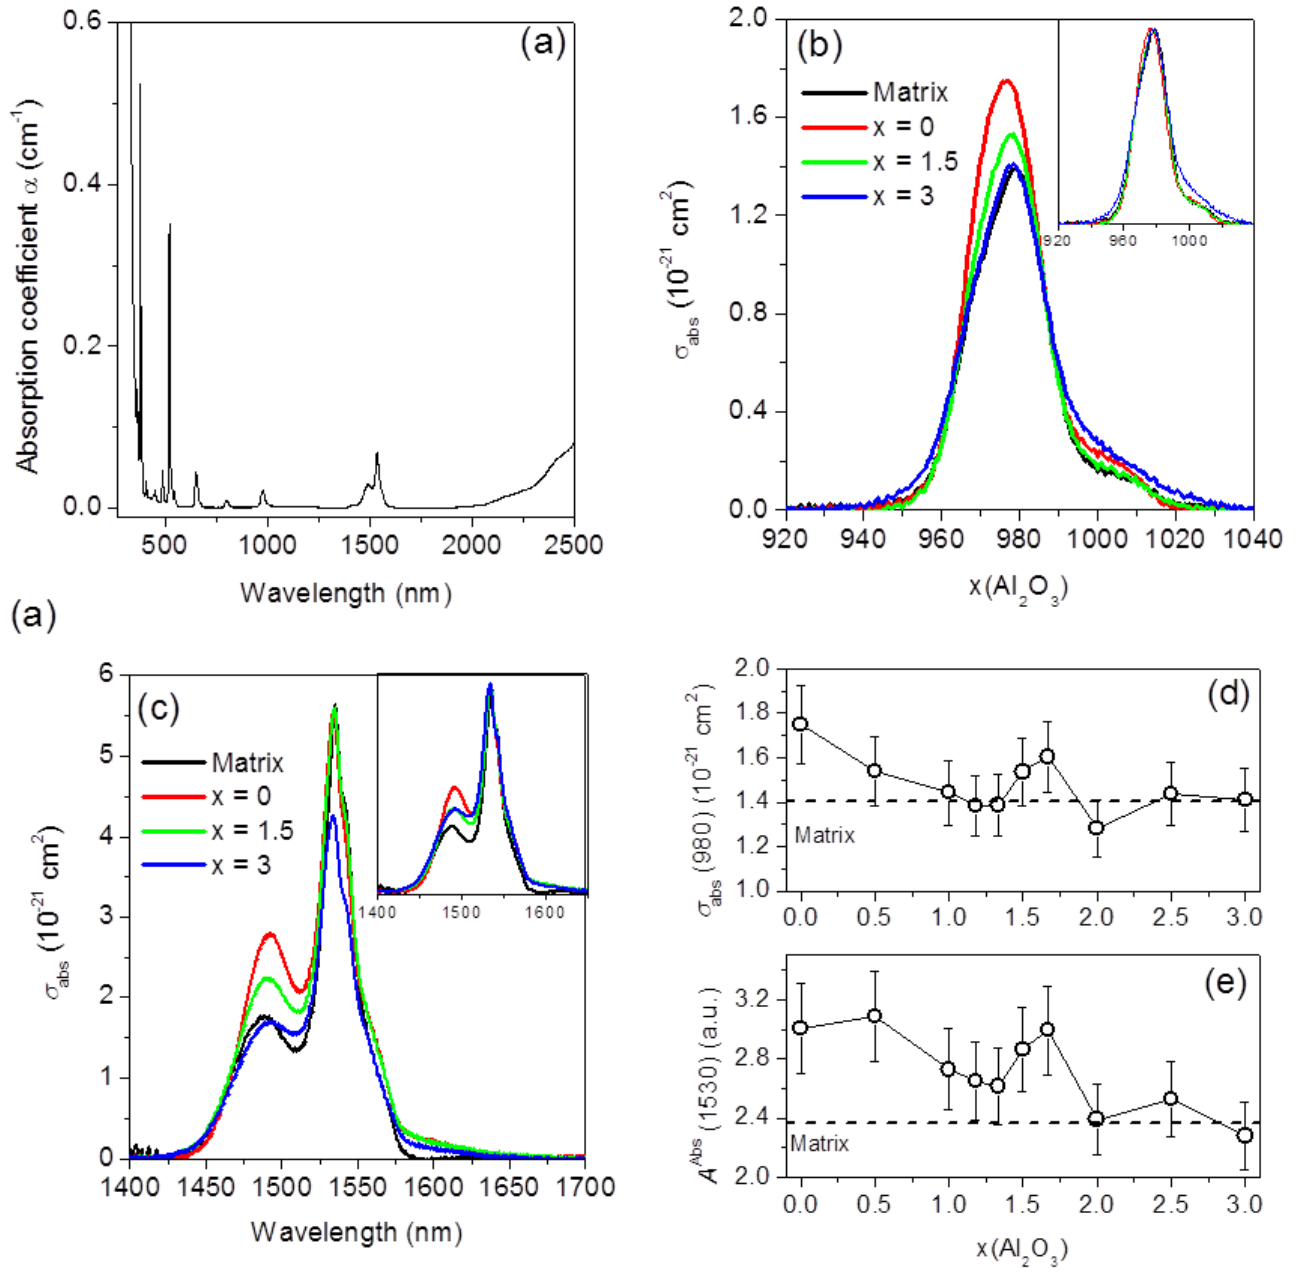 (a)
Absorption coefficient α (cm⁻¹)
0.6
0.4
0.2
0.0
500 1000 1500 2000 2500
Wavelength (nm)
(b)
Matrix
x = 0
x = 1.5
x = 3
σabs (10⁻²¹ cm²)
2.0
1.6
1.2
0.8
0.4
0.0
920 940 960 980 1000 1020 1040
x(Al₂O₃)
920 960 1000
(a)
(c)
Matrix
x = 0
x = 1.5
x = 3
σabs (10⁻²¹ cm²)
6
5
4
3
2
1
0
1400 1450 1500 1550 1600 1650 1700
Wavelength (nm)
1400 1500 1600
(d)
σabs (980) (10⁻²¹ cm²)
2.0
1.8
1.6
1.4
1.2
1.0
Matrix
0.0 0.5 1.0 1.5 2.0 2.5 3.0
(e)
A^Abs (1530) (a.u.)
3.2
2.8
2.4
2.0
Matrix
0.0 0.5 1.0 1.5 2.0 2.5 3.0
x(Al₂O₃)